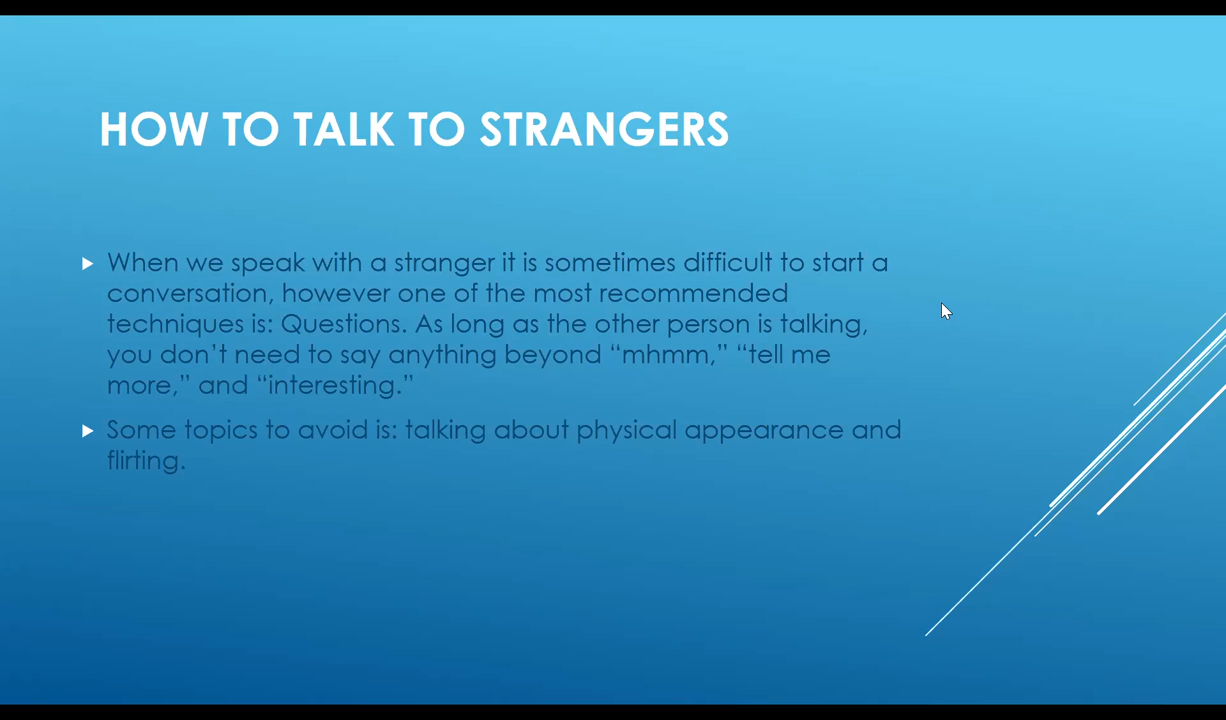 HOW TO TALK TO STRANGERS
When we speak with a stranger it is sometimes difficult to start a
conversation, however one of the most recommended
techniques is: Questions. As long as the other person is talking,
you don’t need to say anything beyond “mhmm,” “tell me
more,” and “interesting.”
Some topics to avoid is: talking about physical appearance and
flirting.